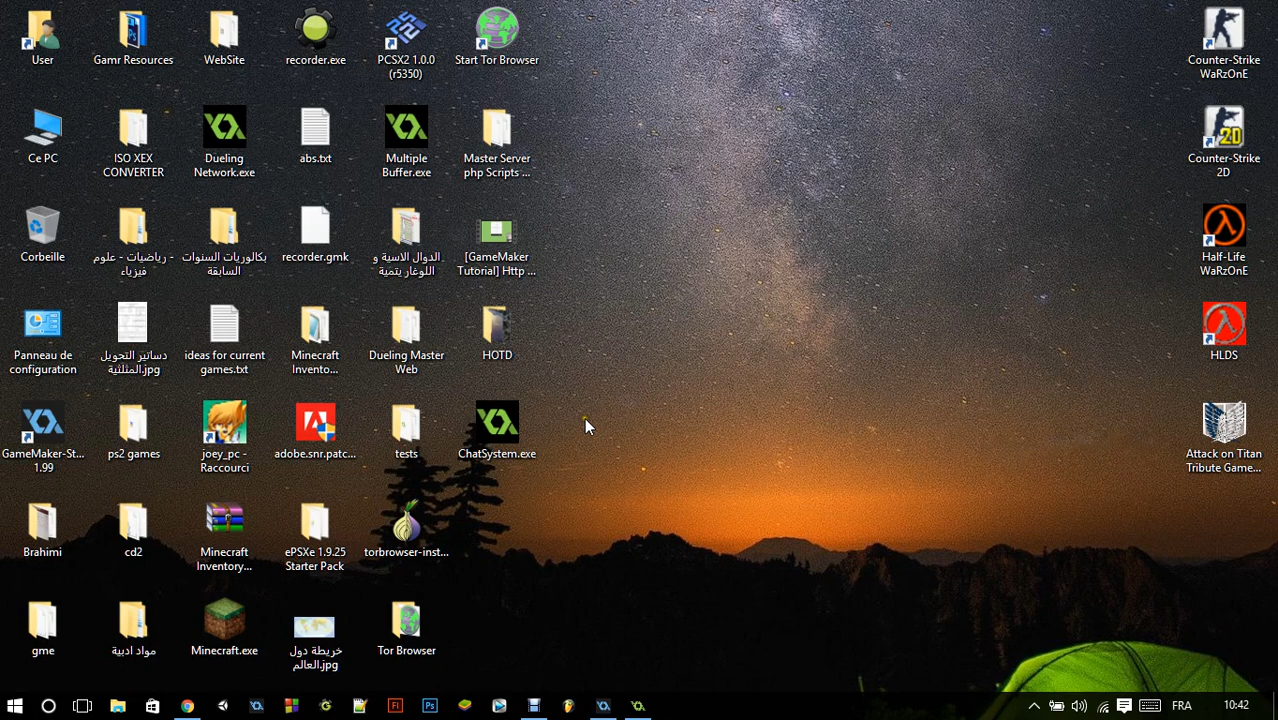 User
Gamr Resources
WebSite
recorder.exe
PCSX2 1.0.0
(r5350)
Start Tor Browser
Counter-Strike
WaRzOnE
Ce PC
ISO XEX
CONVERTER
Dueling
Network.exe
abs.txt
Multiple
Buffer.exe
Master Server
php Scripts ...
Counter-Strike
2D
Corbeille
رياضيات - علوم -
فيزياء
بكالوريات السنوات
السابقة
recorder.gmk
الدوال الاسية و
اللوغار يتمية
[GameMaker
Tutorial] Http ...
Half-Life
WaRzOnE
Panneau de
configuration
دساتير التحويل
المثلثية.jpg
ideas for current
games.txt
Minecraft
Invento...
Dueling Master
Web
HOTD
HLDS
GameMaker-St...
1.99
ps2 games
joey_pc -
Raccourci
adobe.snr.patc...
tests
ChatSystem.exe
Attack on Titan
Tribute Game...
Brahimi
cd2
Minecraft
Inventory...
ePSXe 1.9.25
Starter Pack
torbrowser-inst...
gme
مواد ادبية
Minecraft.exe
خريطة دول
العالم.jpg
Tor Browser
FRA
10:42